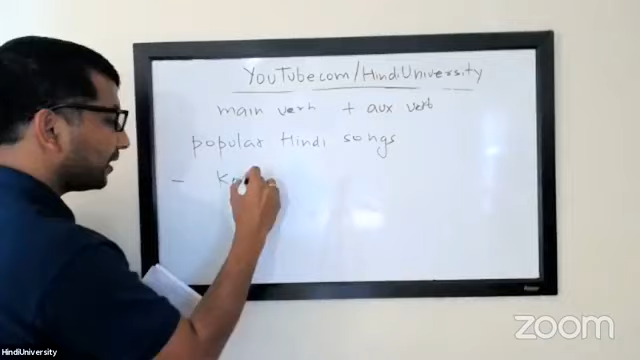 YouTube.com/HindiUniversity
main verb + aux verb
popular Hindi songs
-
HindiUniversity
zoom